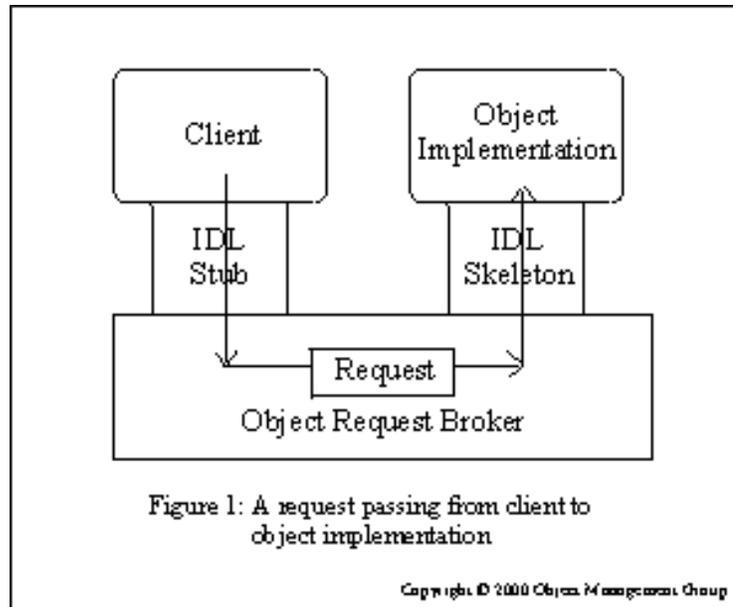 Client
Object
Implementation
IDL
Stub
IDL
Skeleton
Request
Object Request Broker
Figure 1: A request passing from client to
object implementation
Copyright © 2000 Object Management Group